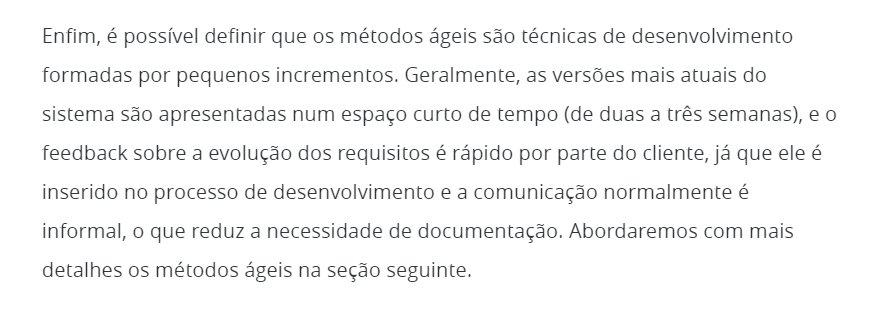 Enfim, é possível definir que os métodos ágeis são técnicas de desenvolvimento
formadas por pequenos incrementos. Geralmente, as versões mais atuais do
sistema são apresentadas num espaço curto de tempo (de duas a três semanas), e o
feedback sobre a evolução dos requisitos é rápido por parte do cliente, já que ele é
inserido no processo de desenvolvimento e a comunicação normalmente é
informal, o que reduz a necessidade de documentação. Abordaremos com mais
detalhes os métodos ágeis na seção seguinte.